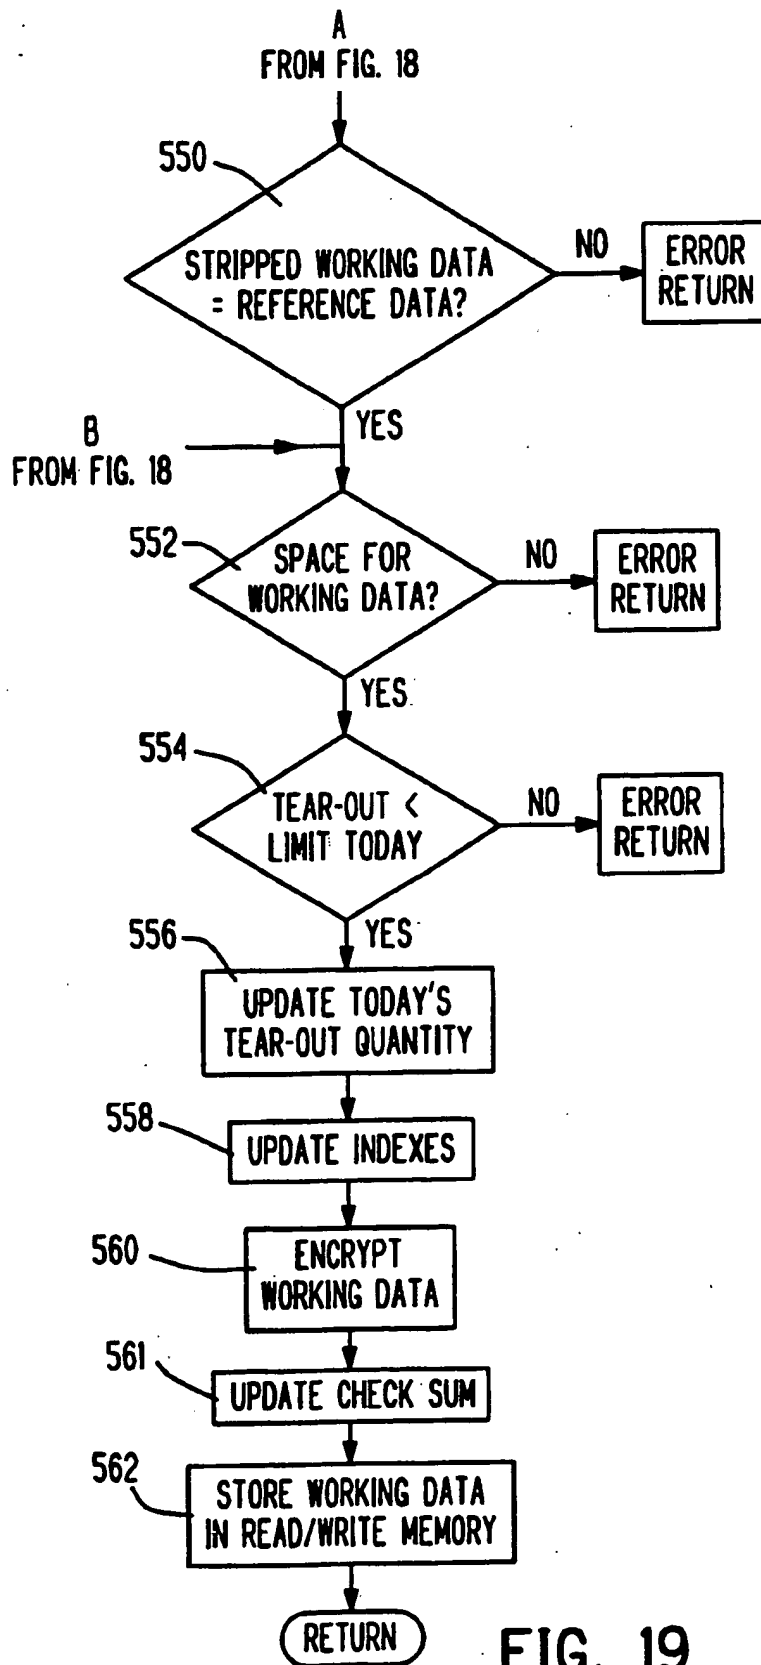 A
FROM FIG. 18
550
STRIPPED WORKING DATA
= REFERENCE DATA?
NO
ERROR
RETURN
YES
B
FROM FIG. 18
552
SPACE FOR
WORKING DATA?
NO
ERROR
RETURN
YES
554
TEAR-OUT <
LIMIT TODAY
NO
ERROR
RETURN
YES
556
UPDATE TODAY'S
TEAR-OUT QUANTITY
558
UPDATE INDEXES
560
ENCRYPT
WORKING DATA
561
UPDATE CHECK SUM
562
STORE WORKING DATA
IN READ/WRITE MEMORY
RETURN
FIG. 19